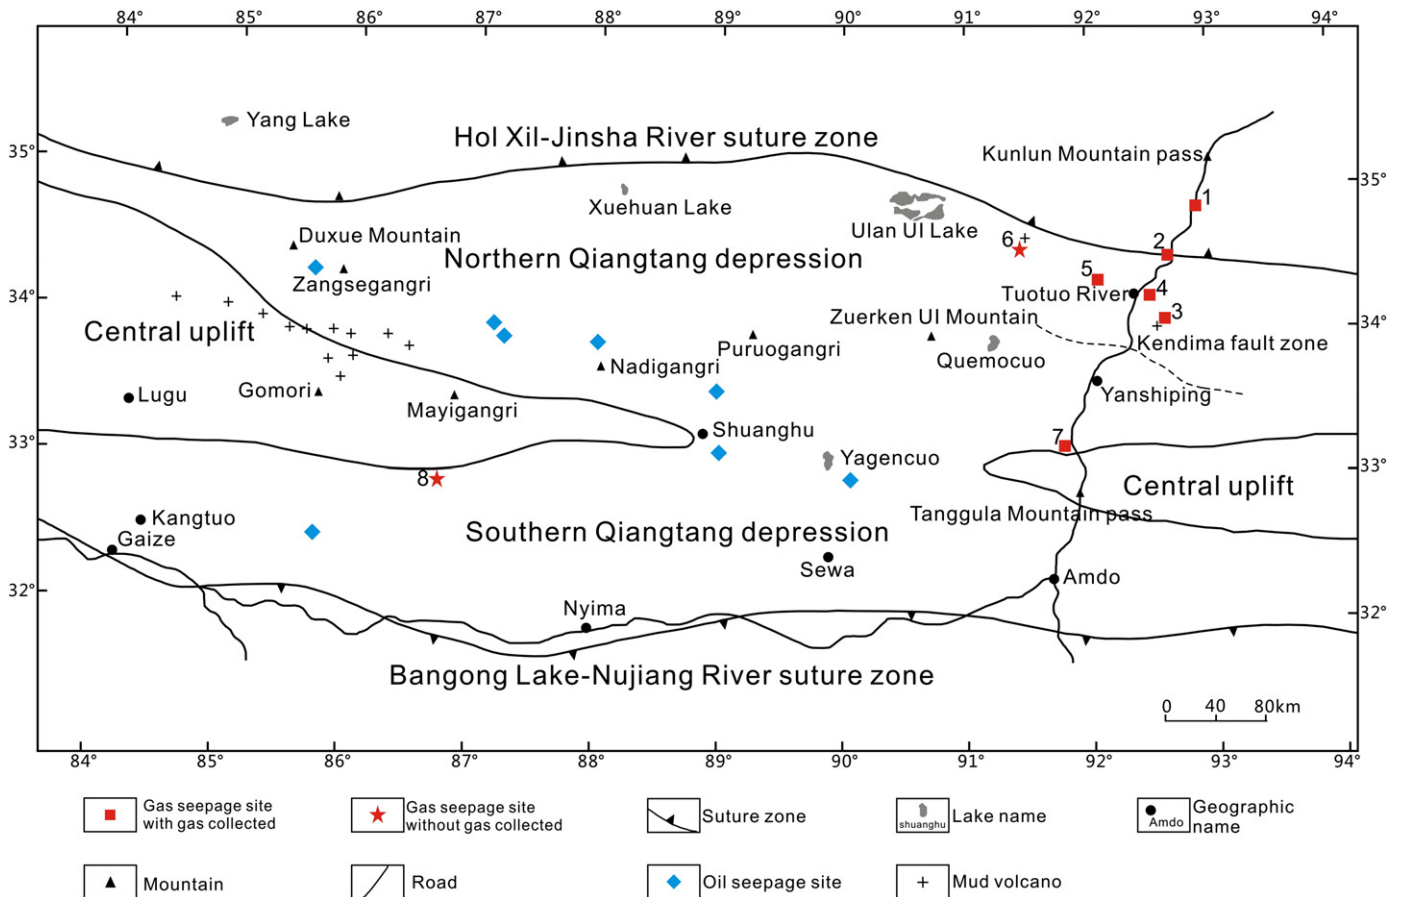 84° 85° 86° 87° 88° 89° 90° 91° 92° 93° 94°
Yang Lake
Hol Xil-Jinsha River suture zone
Kunlun Mountain pass
35°
35°
Xuehuan Lake
1
Ulan Ul Lake
Duxue Mountain
6
2
Northern Qiangtang depression
5
Zangsegangri
Tuotuo River
4
34°
3
Zuerken Ul Mountain
34°
Central uplift
Kendima fault zone
Puruogangri
Quemocuo
Nadigangri
Gomori
Lugu
Yanshiping
Mayigangri
Shuanghu
33°
7
Yagencuo
33°
8
Central uplift
Tanggula Mountain pass
Kangtuo
Southern Qiangtang depression
Gaize
Sewa
Amdo
32°
Nyima
32°
Bangong Lake-Nujiang River suture zone
0 40 80km
84° 85° 86° 87° 88° 89° 90° 91° 92° 93° 94°
Gas seepage site
with gas collected
Gas seepage site
without gas collected
Suture zone
shuanghu
Lake name
Amdo
Geographic
name
Mountain
Road
Oil seepage site
Mud volcano